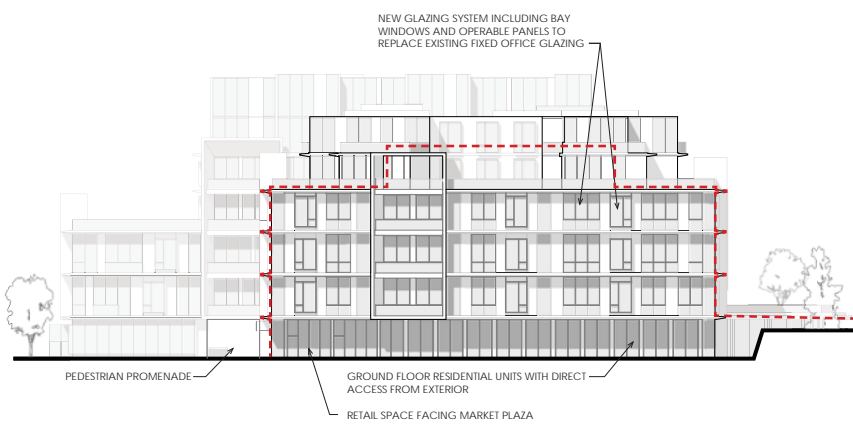 NEW GLAZING SYSTEM INCLUDING BAY
WINDOWS AND OPERABLE PANELS TO
REPLACE EXISTING FIXED OFFICE GLAZING
PEDESTRIAN PROMENADE
GROUND FLOOR RESIDENTIAL UNITS WITH DIRECT
ACCESS FROM EXTERIOR
RETAIL SPACE FACING MARKET PLAZA